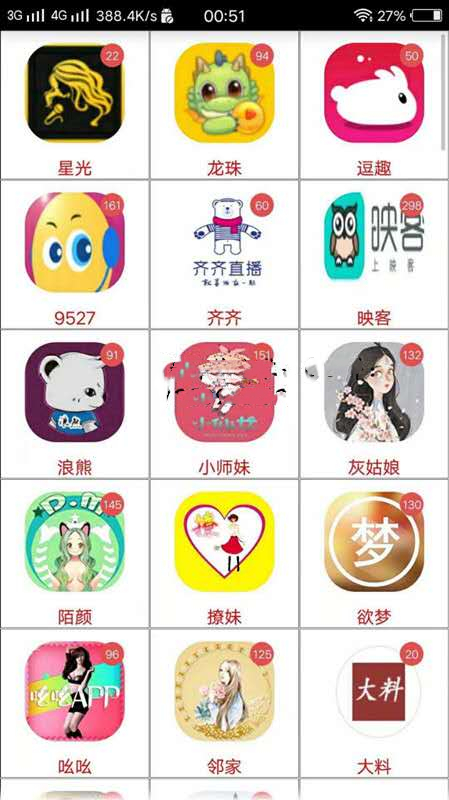 3G 4G 388.4K/s 00:51 27%
22 94 50
星光 龙珠 逗趣
161 60 298
齐齐直播
映客
上映客
9527 齐齐 映客
91 151 132
浪熊 小师妹 灰姑娘
145 130
P.M
梦
陌颜 撩妹 欲梦
96 125 20
吆吆APP
大料
吆吆 邻家 大料